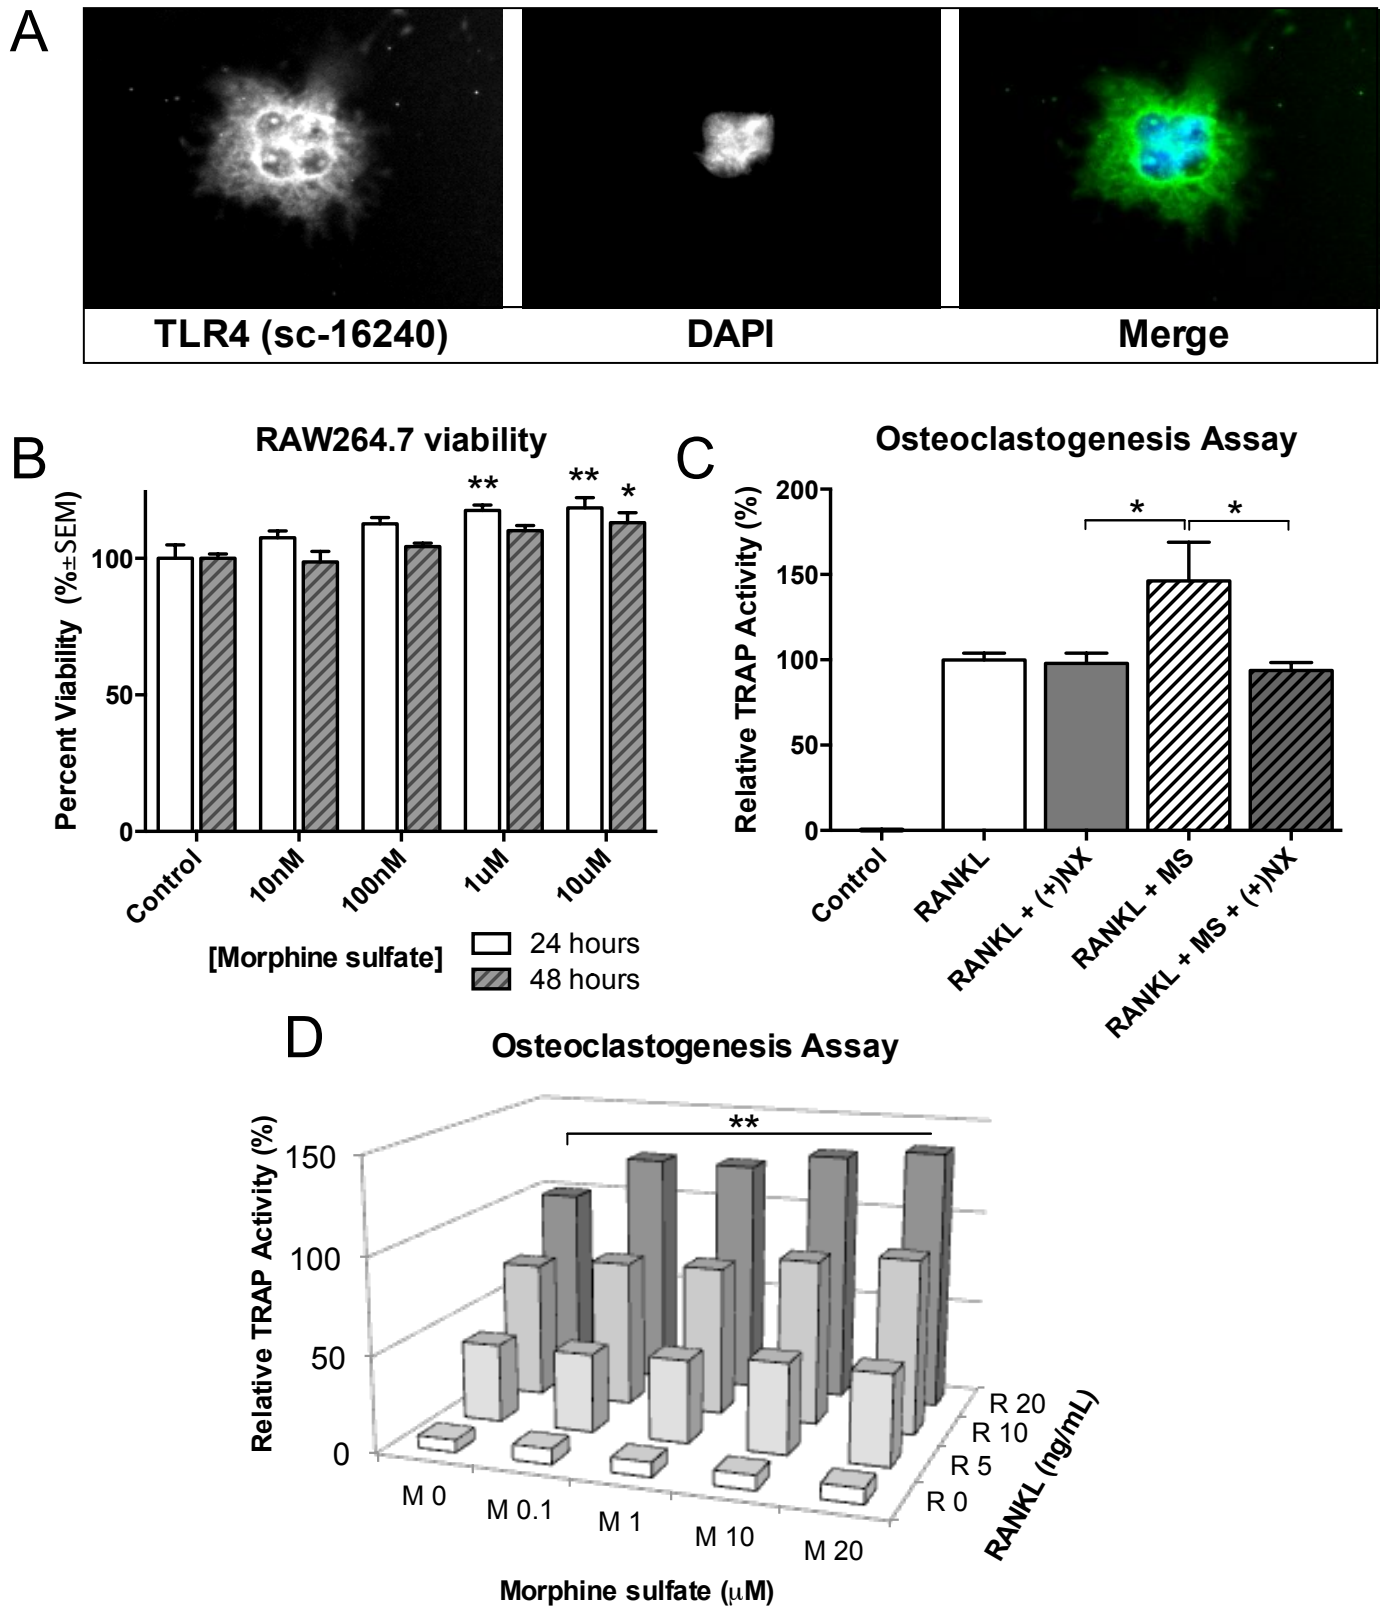 A
TLR4 (sc-16240)
DAPI
Merge
B
RAW264.7 viability
** ** *
Percent Viability (%±SEM)
100
50
0
Control
10nM
100nM
1uM
10uM
[Morphine sulfate]
24 hours
48 hours
C
Osteoclastogenesis Assay
* *
Relative TRAP Activity (%)
200
150
100
50
0
Control
RANKL
RANKL + (+)NX
RANKL + MS
RANKL + MS + (+)NX
D
Osteoclastogenesis Assay
**
Relative TRAP Activity (%)
150
100
50
0
M 0
M 0.1
M 1
M 10
M 20
Morphine sulfate (μM)
R 20
R 10
R 5
R 0
RANKL (ng/mL)